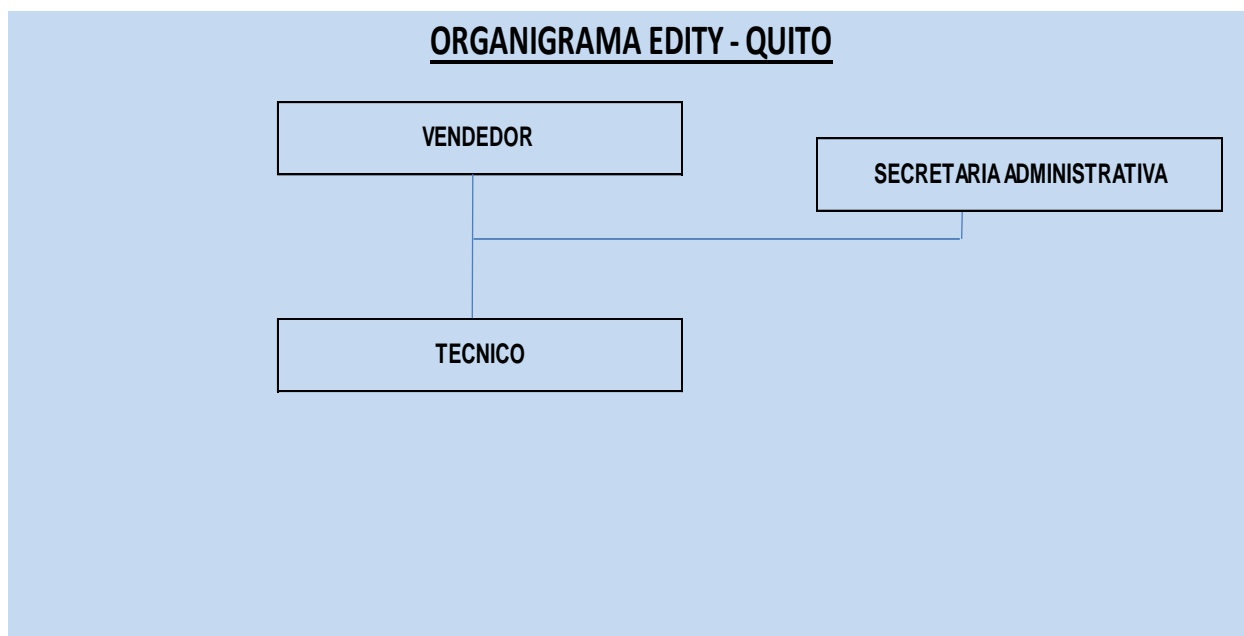 ORGANIGRAMA EDITY - QUITO
VENDEDOR
SECRETARIA ADMINISTRATIVA
TECNICO